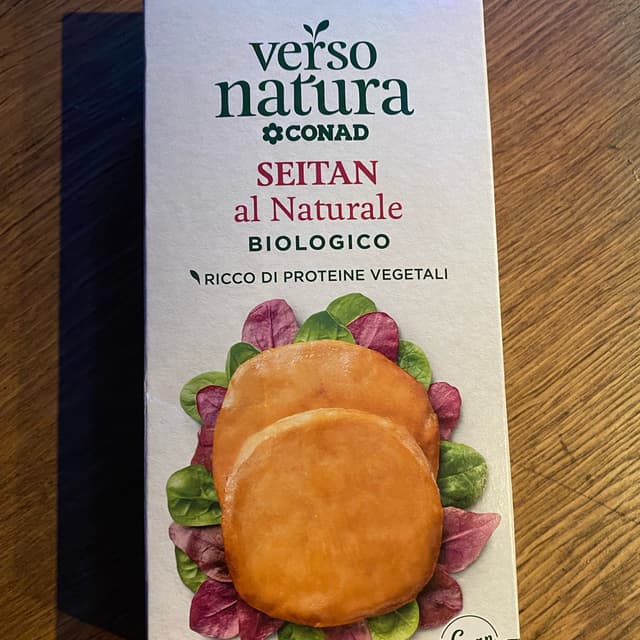 verso
natura
CONAD
SEITAN
al Naturale
BIOLOGICO
RICCO DI PROTEINE VEGETALI